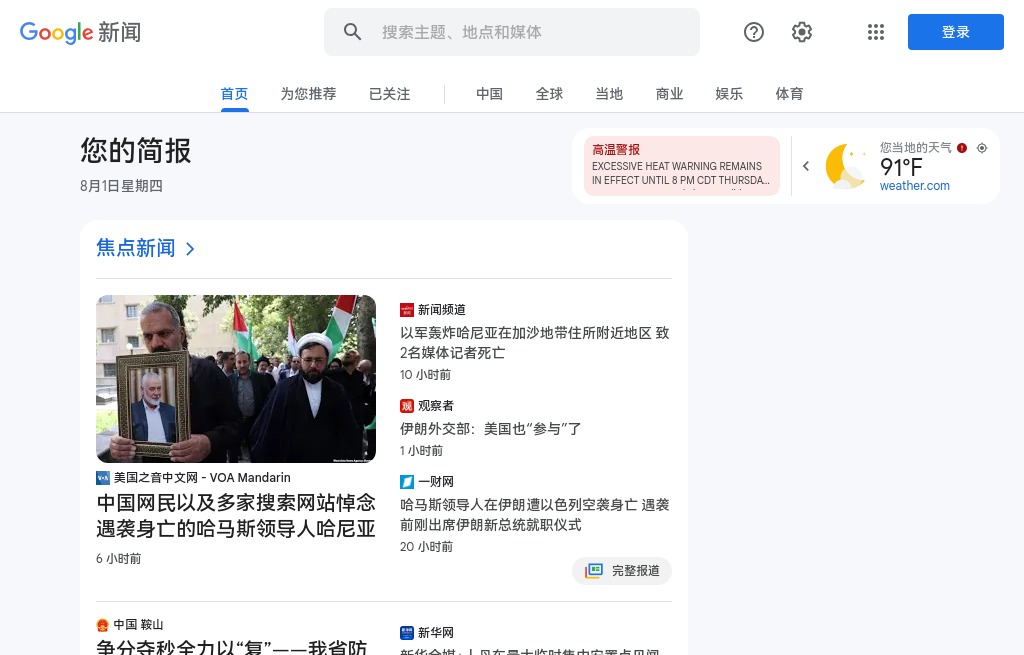 Google 新闻
搜索主题、地点和媒体
登录
首页
为您推荐
已关注
中国
全球
当地
商业
娱乐
体育
您的简报
8月1日星期四
高温警报
EXCESSIVE HEAT WARNING REMAINS
IN EFFECT UNTIL 8 PM CDT THURSDA...
您当地的天气
91°F
weather.com
焦点新闻
VOA
美国之音中文网 - VOA Mandarin
中国网民以及多家搜索网站悼念
遇袭身亡的哈马斯领导人哈尼亚
6 小时前
新闻频道
以军轰炸哈尼亚在加沙地带住所附近地区 致
2名媒体记者死亡
10 小时前
观 观察者
伊朗外交部：美国也“参与”了
1 小时前
一财网
哈马斯领导人在伊朗遭以色列空袭身亡 遇袭
前刚出席伊朗新总统就职仪式
20 小时前
完整报道
中国 鞍山
争分夺秒全力以“复”——我省防
新华网